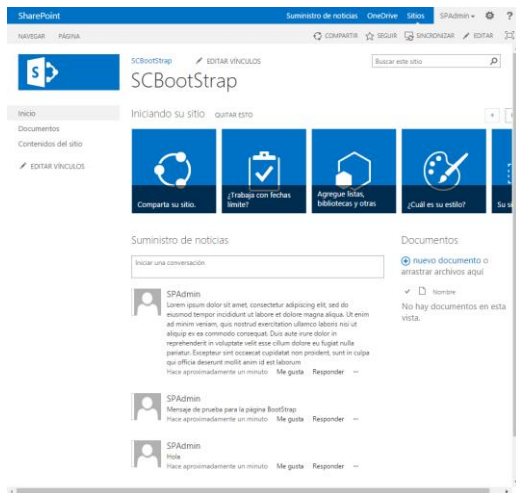 SharePoint
Suministro de noticias OneDrive Sitios SPAdmin ?
NAVEGAR PÁGINA
COMPARTIR SEGUIR SINCRONIZAR EDITAR
S
SCBootStrap EDITAR VÍNCULOS
Buscar este sitio
SCBootStrap
Inicio
Documentos
Contenidos del sitio
EDITAR VÍNCULOS
Iniciando su sitio QUITAR ESTO
Comparta su sitio.
¿Trabaja con fechas
límite?
Agregue listas,
bibliotecas y otras
¿Cuál es su estilo?
Su si
Suministro de noticias
Iniciar una conversación
SPAdmin
Lorem ipsum dolor sit amet, consectetur adipiscing elit, sed do
eiusmod tempor incididunt ut labore et dolore magna aliqua. Ut enim
ad minim veniam, quis nostrud exercitation ullamco laboris nisi ut
aliquip ex ea commodo consequat. Duis aute irure dolor in
reprehenderit in voluptate velit esse cillum dolore eu fugiat nulla
pariatur. Excepteur sint occaecat cupidatat non proident, sunt in culpa
qui officia deserunt mollit anim id est laborum
Hace aproximadamente un minuto Me gusta Responder ···
SPAdmin
Mensaje de prueba para la página BootStrap
Hace aproximadamente un minuto Me gusta Responder ···
SPAdmin
Hola
Hace aproximadamente un minuto Me gusta Responder ···
Documentos
nuevo documento o
arrastrar archivos aquí
Nombre
No hay documentos en esta
vista.